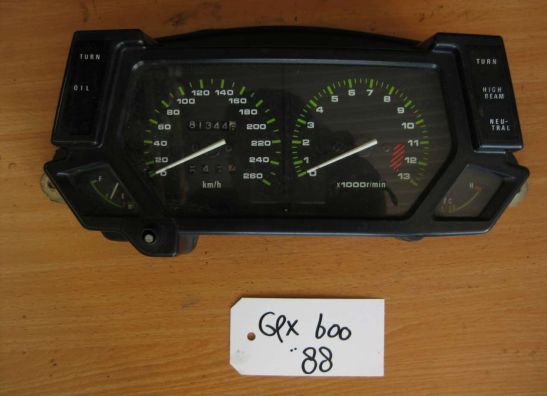 TURN
OIL
TURN
HIGH
BEAM
NEU-
TRAL
0 20 40 60 80 100 120 140 160 180 200 220 240 260
81344
km/h
0 1 2 3 4 5 6 7 8 9 10 11 12 13
x1000r/min
F
E
H
C
Gpx 600
88